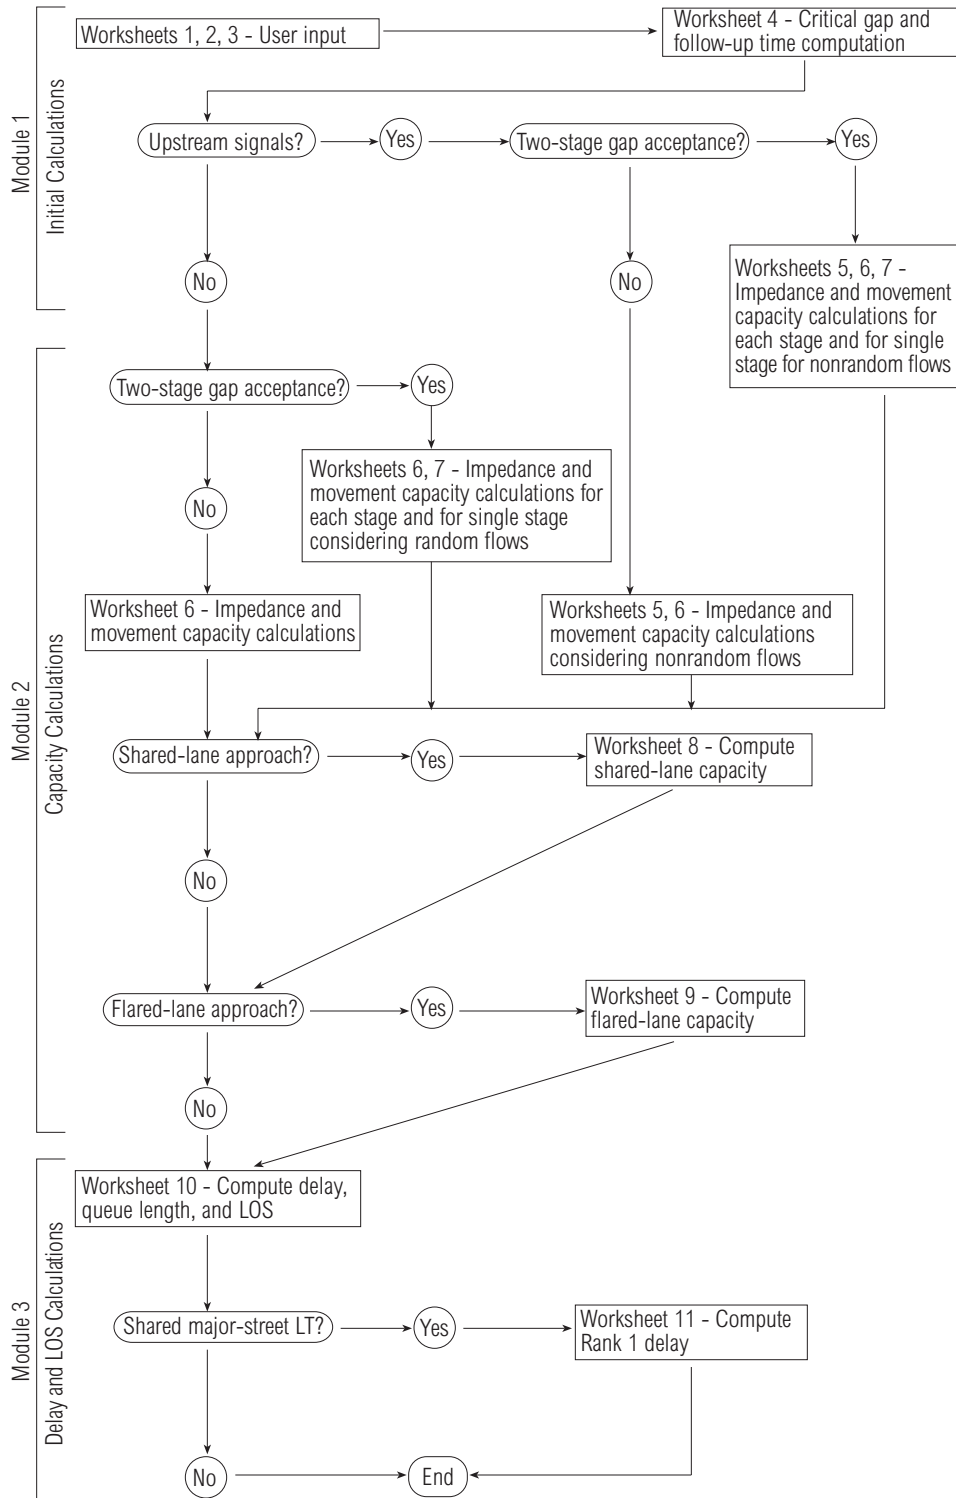 Module 1
Initial Calculations
Worksheets 1, 2, 3 - User input
Worksheet 4 - Critical gap and
follow-up time computation
Upstream signals?
Yes
Two-stage gap acceptance?
Yes
No
No
Worksheets 5, 6, 7 -
Impedance and movement
capacity calculations for
each stage and for single
stage for nonrandom flows
Module 2
Capacity Calculations
Two-stage gap acceptance?
Yes
No
Worksheets 6, 7 - Impedance and
movement capacity calculations for
each stage and for single stage
considering random flows
Worksheet 6 - Impedance and
movement capacity calculations
Worksheets 5, 6 - Impedance and
movement capacity calculations
considering nonrandom flows
Shared-lane approach?
Yes
Worksheet 8 - Compute
shared-lane capacity
No
Flared-lane approach?
Yes
Worksheet 9 - Compute
flared-lane capacity
No
Module 3
Delay and LOS Calculations
Worksheet 10 - Compute delay,
queue length, and LOS
Shared major-street LT?
Yes
Worksheet 11 - Compute
Rank 1 delay
No
End